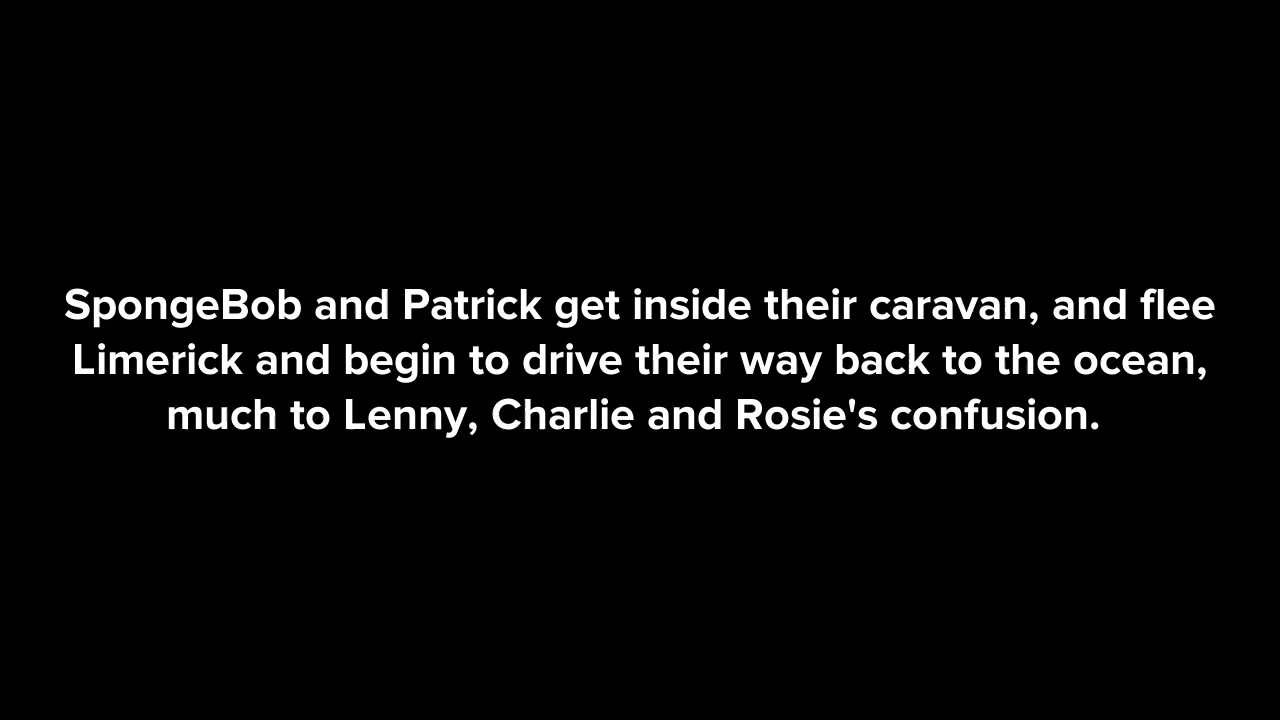 SpongeBob and Patrick get inside their caravan, and flee
Limerick and begin to drive their way back to the ocean,
much to Lenny, Charlie and Rosie's confusion.